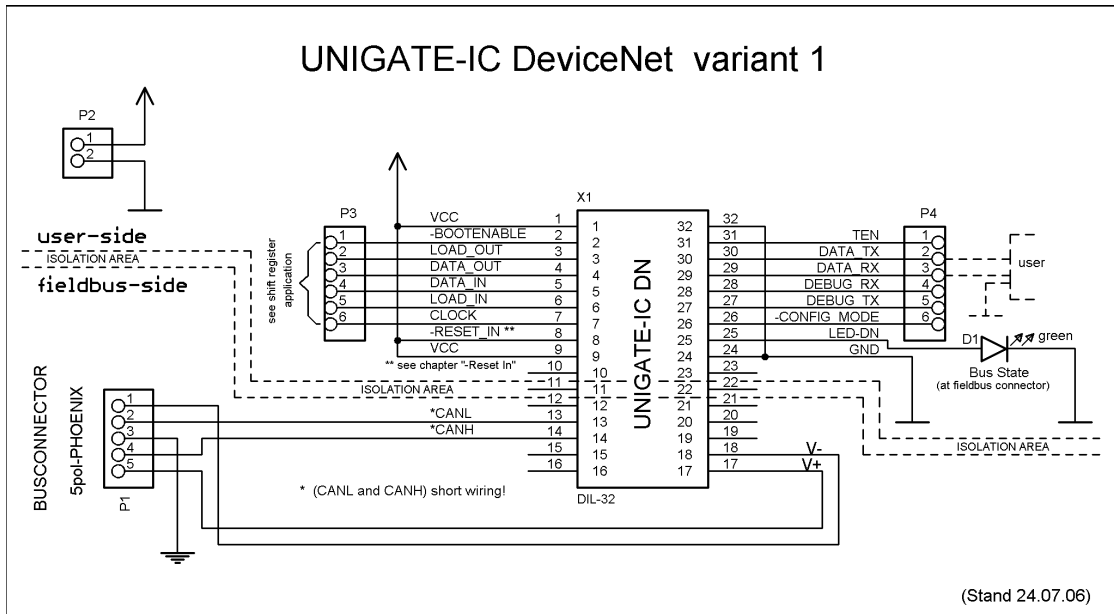 UNIGATE-IC DeviceNet variant 1
P2
1
2
user-side
ISOLATION AREA
fieldbus-side
P3
1
2
3
4
5
6
see shift register
application
VCC
-BOOTENABLE
LOAD_OUT
DATA_OUT
DATA_IN
LOAD_IN
CLOCK
-RESET_IN **
VCC
** see chapter "-Reset In"
ISOLATION AREA
*CANL
*CANH
* (CANL and CANH) short wiring!
X1
1
2
3
4
5
6
7
8
9
10
11
12
13
14
15
16
1
2
3
4
5
6
7
8
9
10
11
12
13
14
15
16
UNIGATE-IC DN
32
31
30
29
28
27
26
25
24
23
22
21
20
19
18
17
32
31
30
29
28
27
26
25
24
23
22
21
20
19
18
17
DIL-32
TEN
DATA_TX
DATA_RX
DEBUG_RX
DEBUG_TX
-CONFIG_MODE
LED-DN
GND
V-
V+
P4
1
2
3
4
5
6
user
D1
green
Bus State
(at fieldbus connector)
ISOLATION AREA
BUSCONNECTOR
5pol-PHOENIX
P1
1
2
3
4
5
(Stand 24.07.06)